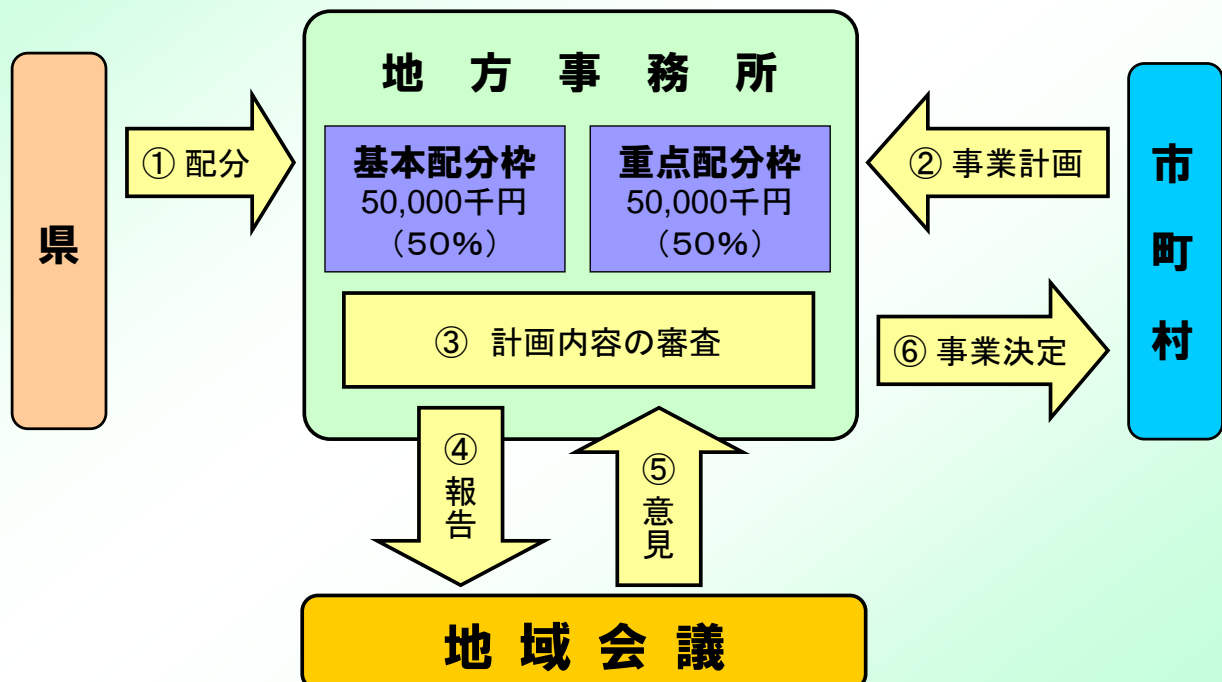 地方事務所
県
① 配分
基本配分枠
50,000千円
（50%）
重点配分枠
50,000千円
（50%）
② 事業計画
市町村
③ 計画内容の審査
⑥ 事業決定
④報告
⑤意見
地域会議